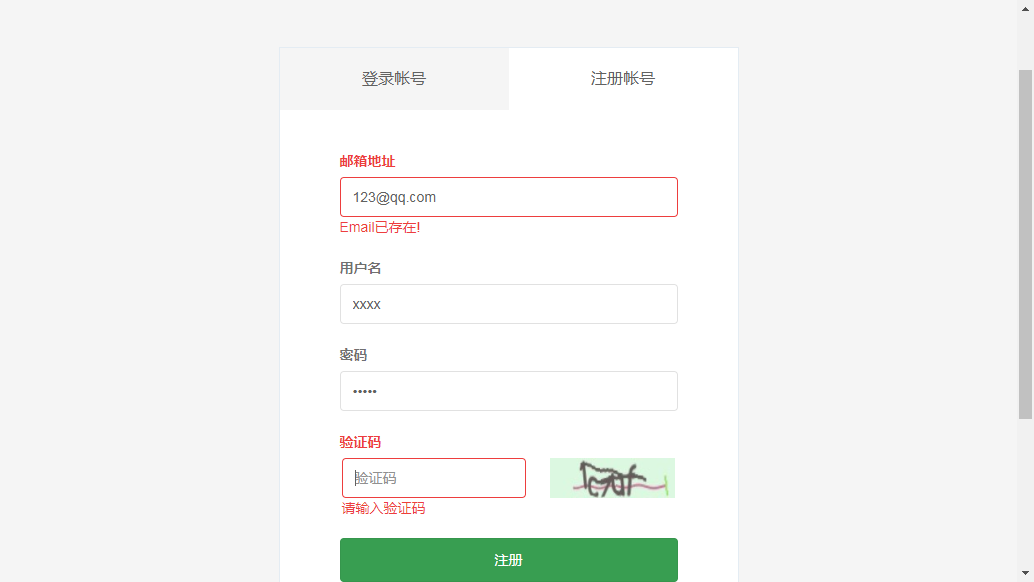 登录帐号
注册帐号
邮箱地址
123@qq.com
Email已存在!
用户名
xxxx
密码
•••••
验证码
验证码
请输入验证码
注册